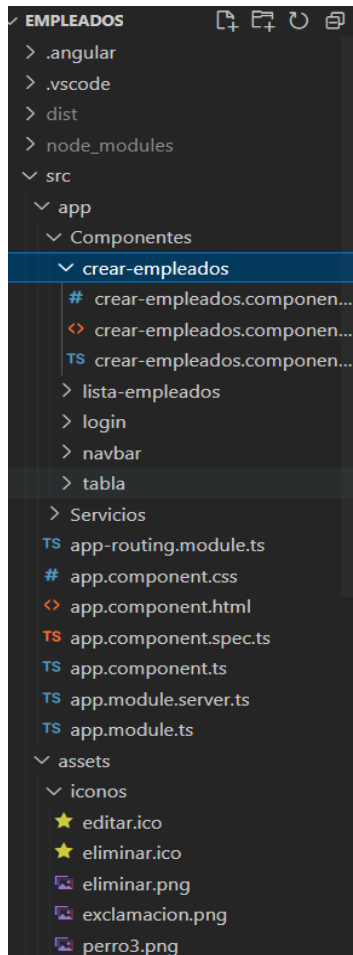 EMPLEADOS
.angular
.vscode
dist
node_modules
src
app
Componentes
crear-empleados
# crear-empleados.componen...
<> crear-empleados.componen...
TS crear-empleados.componen...
lista-empleados
login
navbar
tabla
Servicios
TS app-routing.module.ts
# app.component.css
<> app.component.html
TS app.component.spec.ts
TS app.component.ts
TS app.module.server.ts
TS app.module.ts
assets
iconos
editar.ico
eliminar.ico
eliminar.png
exclamacion.png
perro3.png